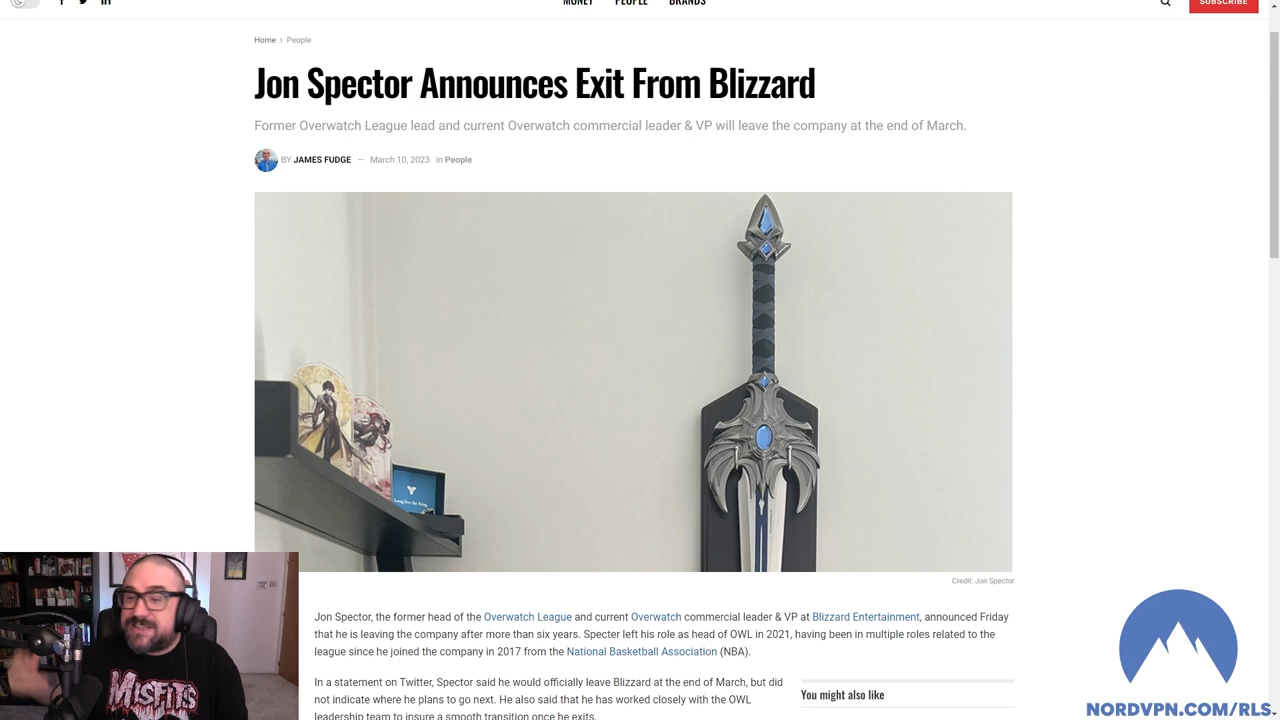 MONEY PEOPLE BRANDS
SUBSCRIBE
Home > People
Jon Spector Announces Exit From Blizzard
Former Overwatch League lead and current Overwatch commercial leader & VP will leave the company at the end of March.
BY JAMES FUDGE — March 10, 2023 in People
Long live the King.
Credit: Jon Spector
Jon Spector, the former head of the Overwatch League and current Overwatch commercial leader & VP at Blizzard Entertainment, announced Friday
that he is leaving the company after more than six years. Specter left his role as head of OWL in 2021, having been in multiple roles related to the
league since he joined the company in 2017 from the National Basketball Association (NBA).
In a statement on Twitter, Spector said he would officially leave Blizzard at the end of March, but did
not indicate where he plans to go next. He also said that he has worked closely with the OWL
leadership team to insure a smooth transition once he exits.
You might also like
MISFITS
NORDVPN.COM/RLS